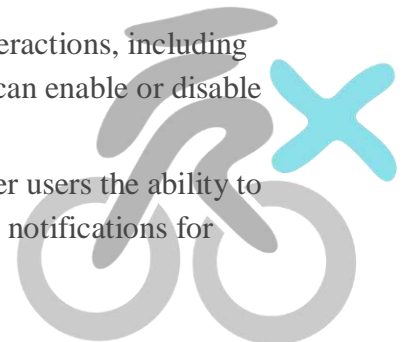 eractions, including
can enable or disable
er users the ability to
notifications for